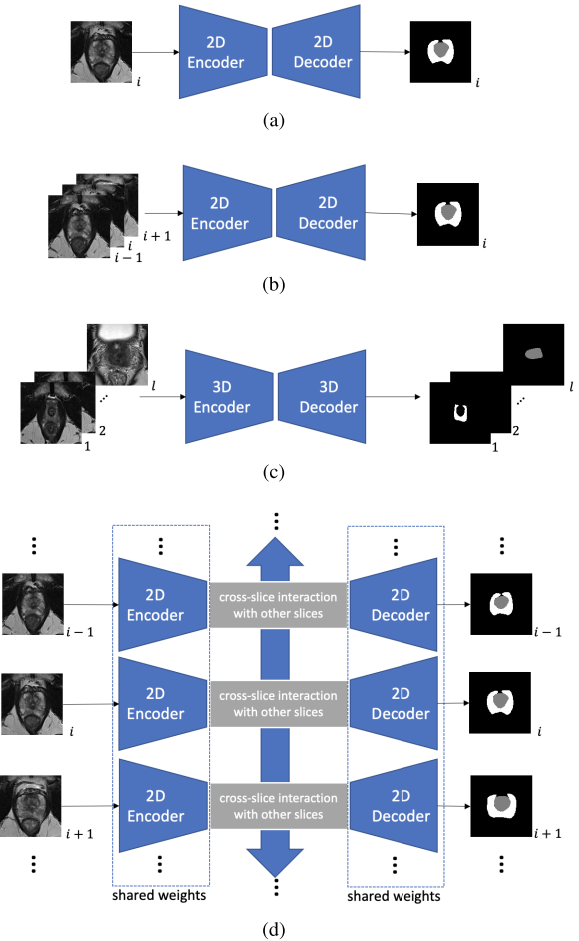 2D
Encoder
2D
Decoder
i
i
(a)
2D
Encoder
2D
Decoder
i + 1
i
i − 1
i
(b)
3D
Encoder
3D
Decoder
l
...
2
1
l
...
2
1
(c)
2D
Encoder
cross-slice interaction
with other slices
2D
Decoder
i − 1
i − 1
2D
Encoder
cross-slice interaction
with other slices
2D
Decoder
i
i
2D
Encoder
cross-slice interaction
with other slices
2D
Decoder
i + 1
i + 1
shared weights
shared weights
(d)